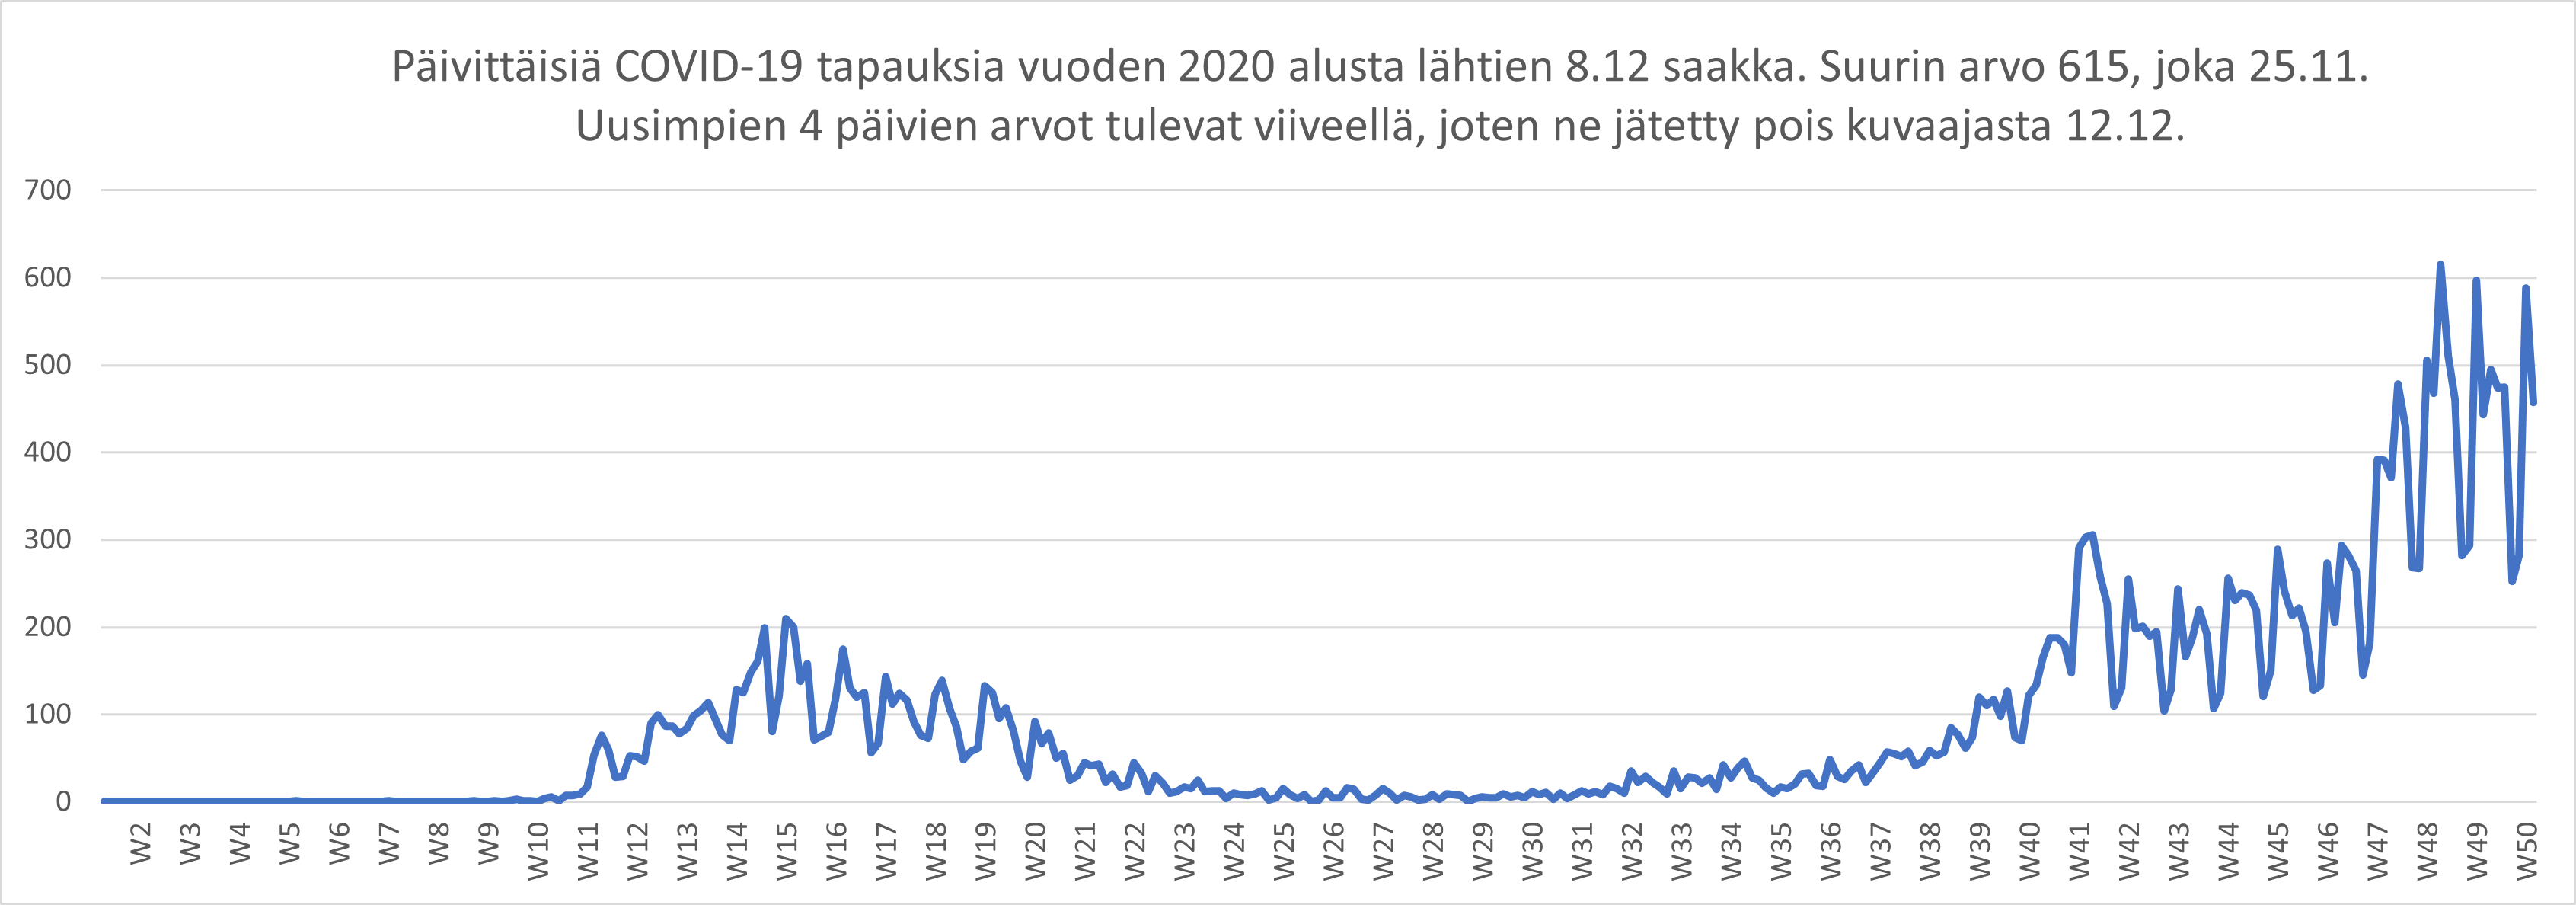 Päivittäisiä COVID-19 tapauksia vuoden 2020 alusta lähtien 8.12 saakka. Suurin arvo 615, joka 25.11.
Uusimpien 4 päivien arvot tulevat viiveellä, joten ne jätetty pois kuvaajasta 12.12.
700
600
500
400
300
200
100
0
W2 W3 W4 W5 W6 W7 W8 W9 W10 W11 W12 W13 W14 W15 W16 W17 W18 W19 W20 W21 W22 W23 W24 W25 W26 W27 W28 W29 W30 W31 W32 W33 W34 W35 W36 W37 W38 W39 W40 W41 W42 W43 W44 W45 W46 W47 W48 W49 W50